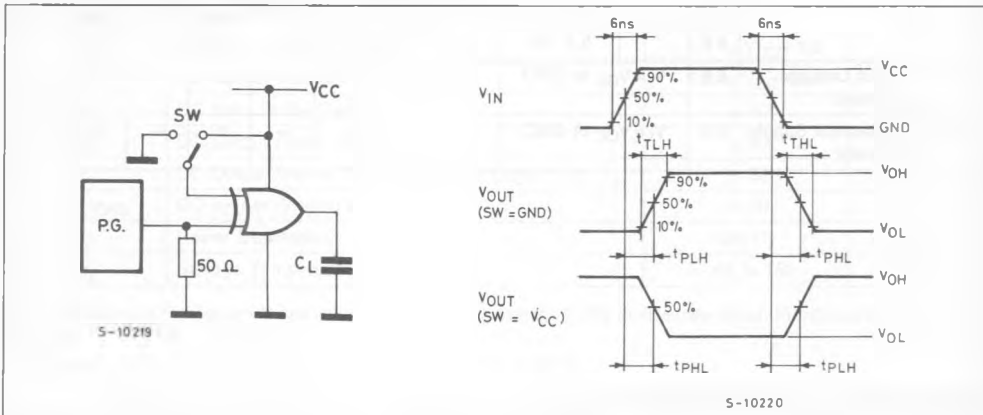 VCC
SW
P.G.
50 Ω
CL
S-10219
6ns
6ns
VIN
90%
50%
10%
VCC
GND
tTLH
tTHL
VOUT
(SW = GND)
90%
50%
10%
VOH
VOL
tPLH
tPHL
VOUT
(SW = VCC)
50%
VOH
VOL
tPHL
tPLH
S-10220